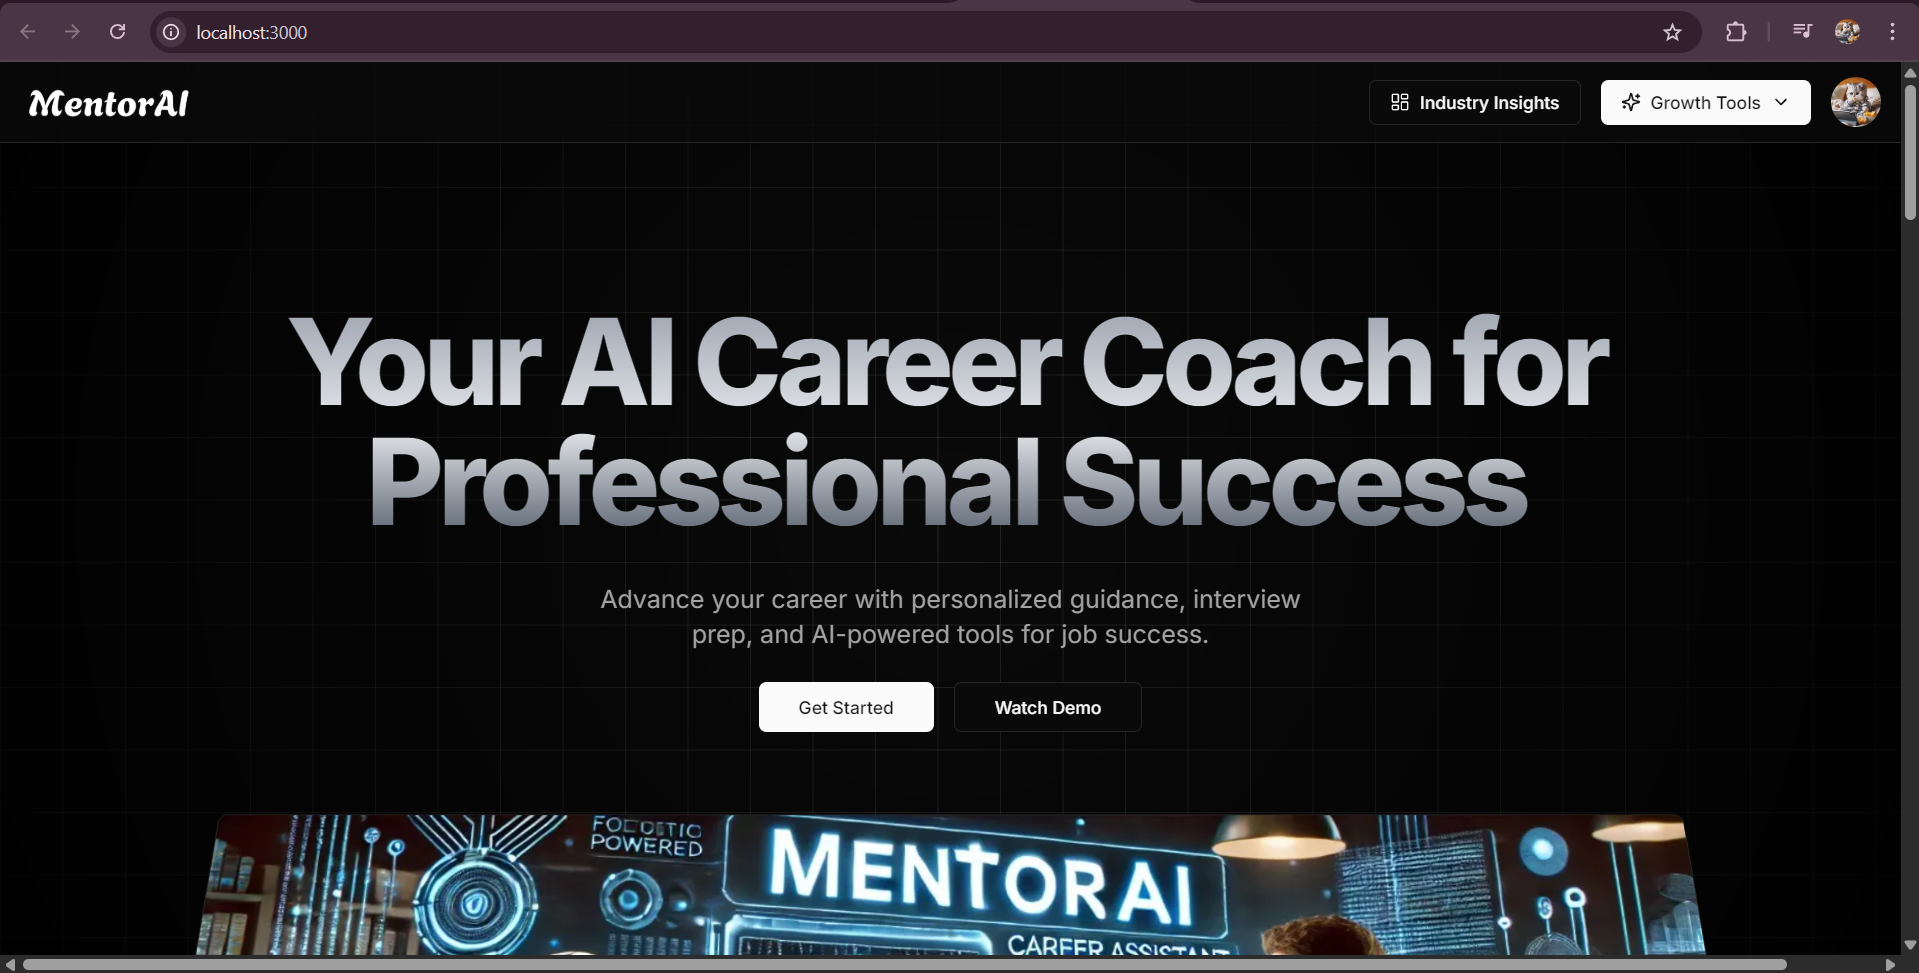 localhost:3000
MentorAI
Industry Insights
Growth Tools
Your AI Career Coach for
Professional Success
Advance your career with personalized guidance, interview
prep, and AI-powered tools for job success.
Get Started
Watch Demo
POWERED
MENTORAI
CAREER ASSISTANT